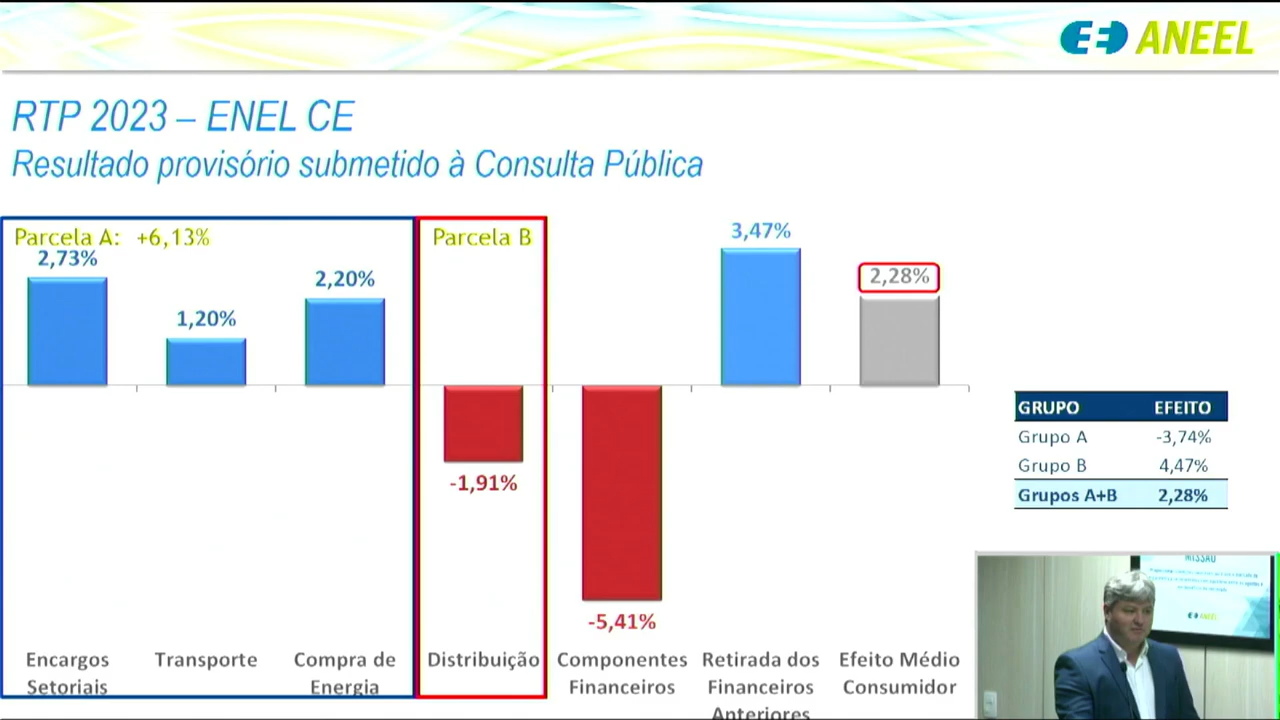 ANEEL
RTP 2023 – ENEL CE
Resultado provisório submetido à Consulta Pública
Parcela A: +6,13%
Parcela B
2,73%
1,20%
2,20%
-1,91%
-5,41%
3,47%
2,28%
Encargos
Setoriais
Transporte
Compra de
Energia
Distribuição
Componentes
Financeiros
Retirada dos
Financeiros
Anteriores
Efeito Médio
Consumidor
GRUPO EFEITO
Grupo A -3,74%
Grupo B 4,47%
Grupos A+B 2,28%
MISSÃO
ANEEL